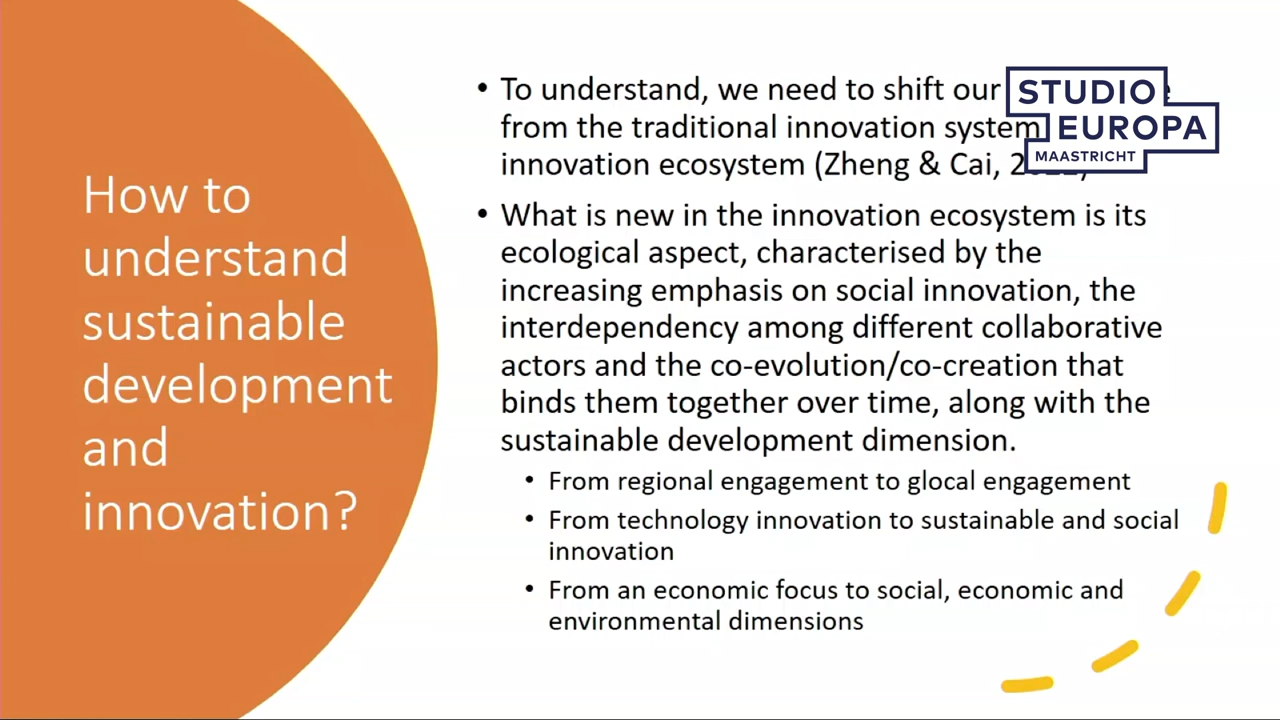 How to
understand
sustainable
development
and
innovation?
• To understand, we need to shift our
from the traditional innovation system
innovation ecosystem (Zheng & Cai,
• What is new in the innovation ecosystem is its
ecological aspect, characterised by the
increasing emphasis on social innovation, the
interdependency among different collaborative
actors and the co-evolution/co-creation that
binds them together over time, along with the
sustainable development dimension.
• From regional engagement to glocal engagement
• From technology innovation to sustainable and social
innovation
• From an economic focus to social, economic and
environmental dimensions
STUDIO
EUROPA
MAASTRICHT